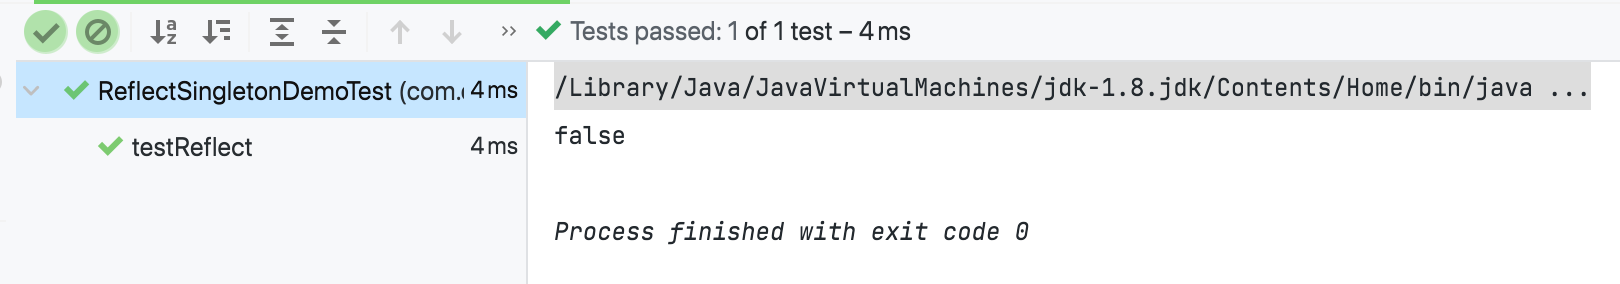 Tests passed: 1 of 1 test – 4 ms
ReflectSingletonDemoTest (com. 4 ms
testReflect 4 ms
/Library/Java/JavaVirtualMachines/jdk-1.8.jdk/Contents/Home/bin/java ...
false
Process finished with exit code 0